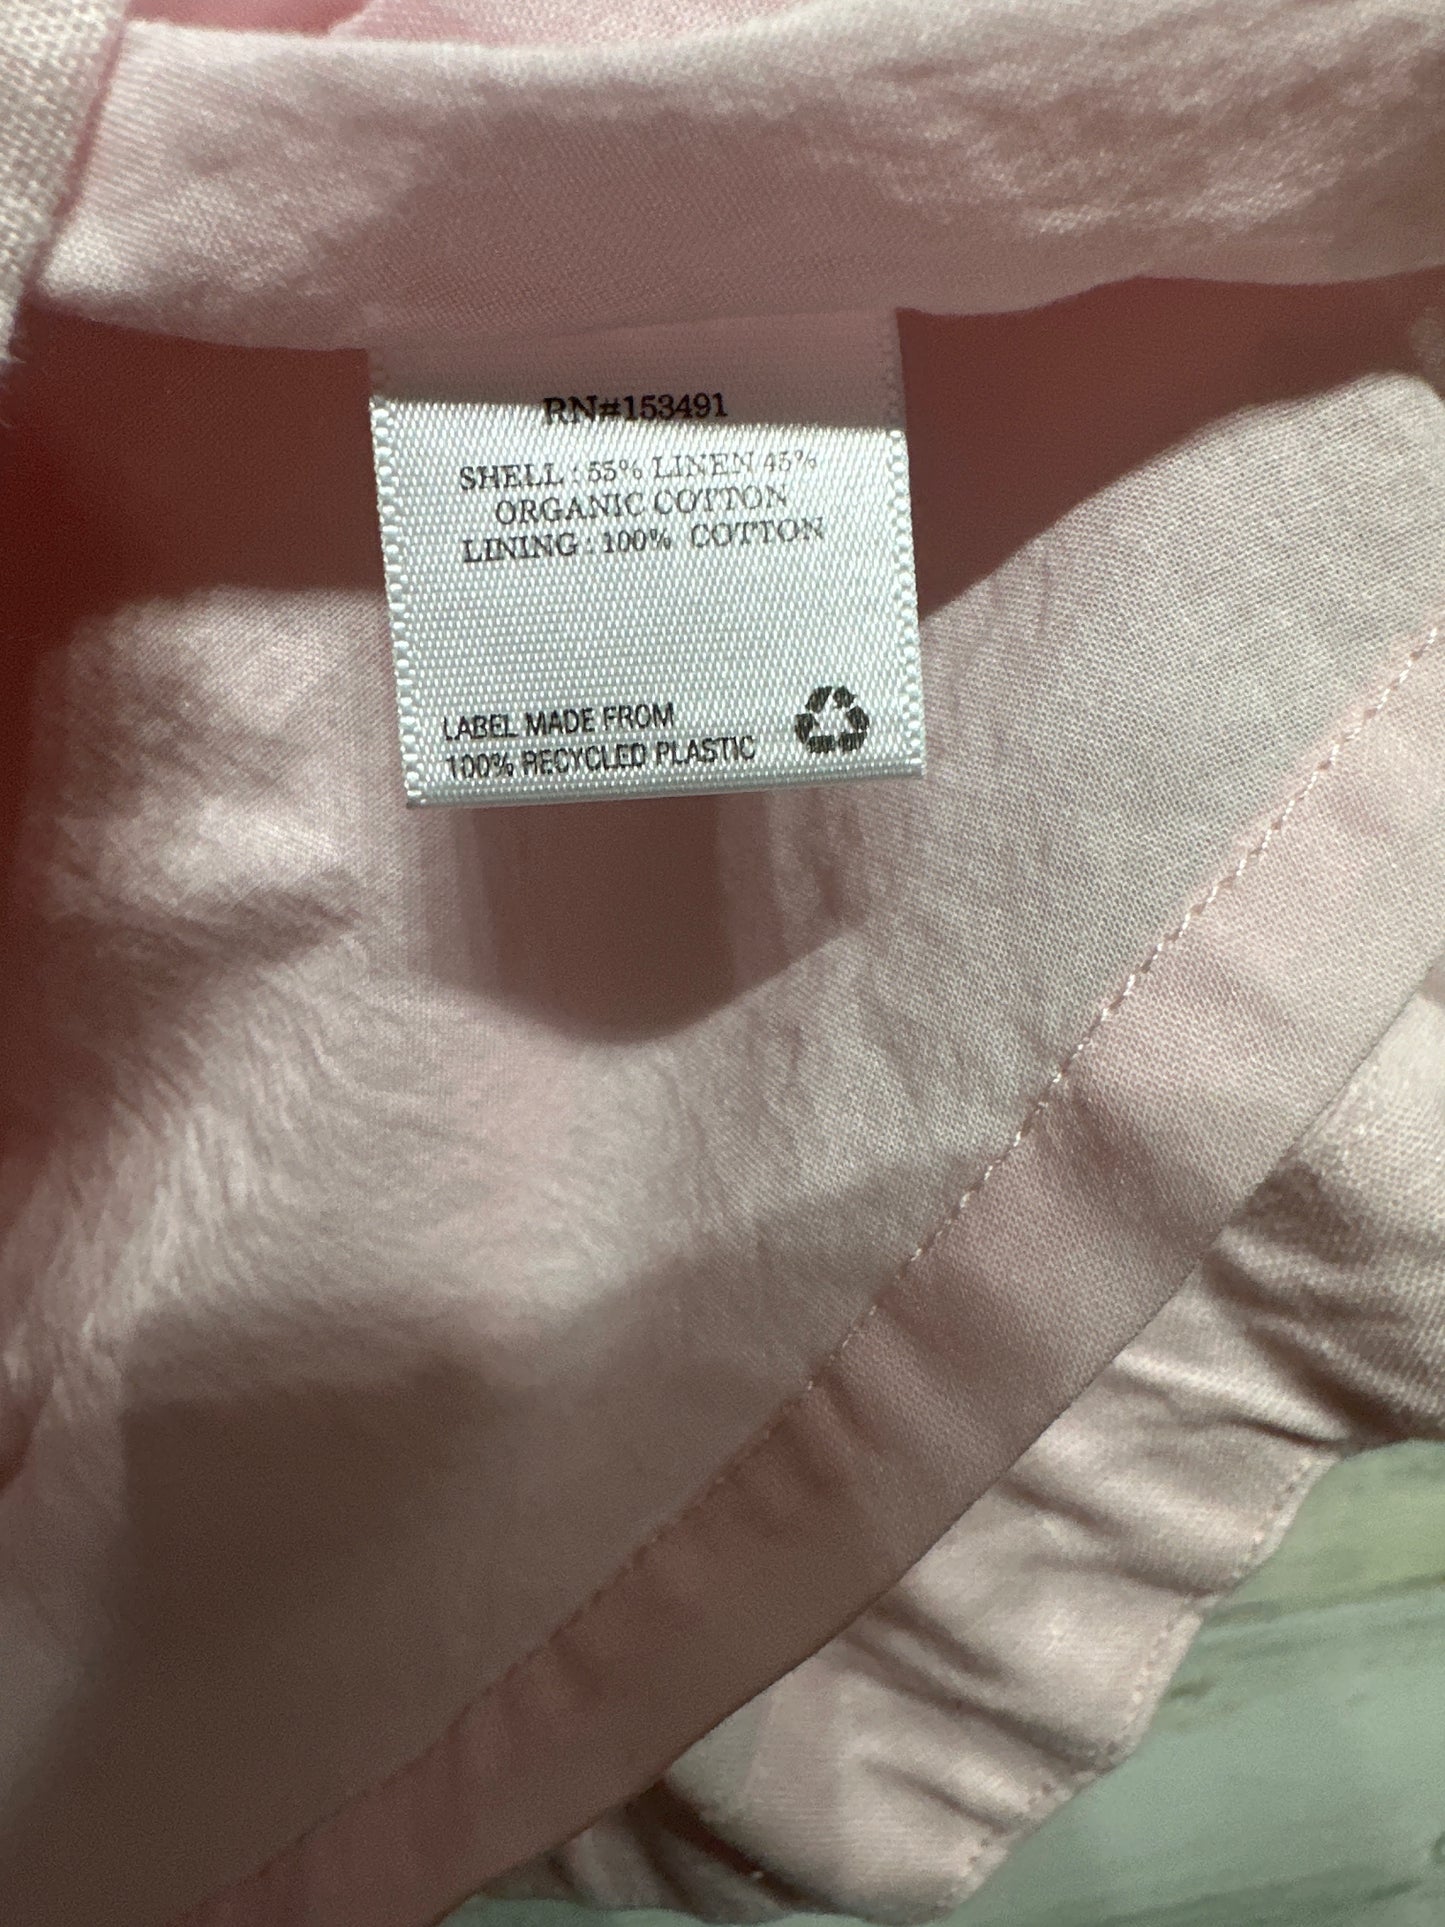 RN#153491
SHELL : 55% LINEN 45%
ORGANIC COTTON
LINING : 100% COTTON
LABEL MADE FROM
100% RECYCLED PLASTIC